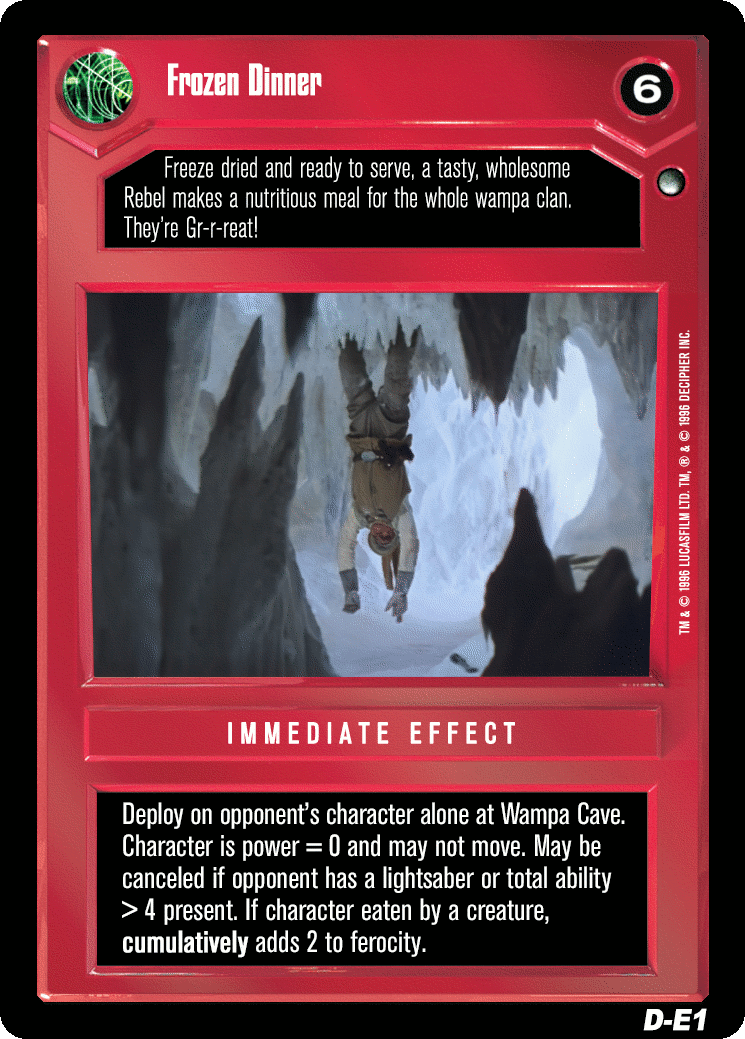 Frozen Dinner
6
Freeze dried and ready to serve, a tasty, wholesome
Rebel makes a nutritious meal for the whole wampa clan.
They're Gr-r-reat!
TM & © 1996 LUCASFILM LTD. TM, ® & © 1996 DECIPHER INC.
IMMEDIATE EFFECT
Deploy on opponent's character alone at Wampa Cave.
Character is power = 0 and may not move. May be
canceled if opponent has a lightsaber or total ability
> 4 present. If character eaten by a creature,
cumulatively adds 2 to ferocity.
D-E1